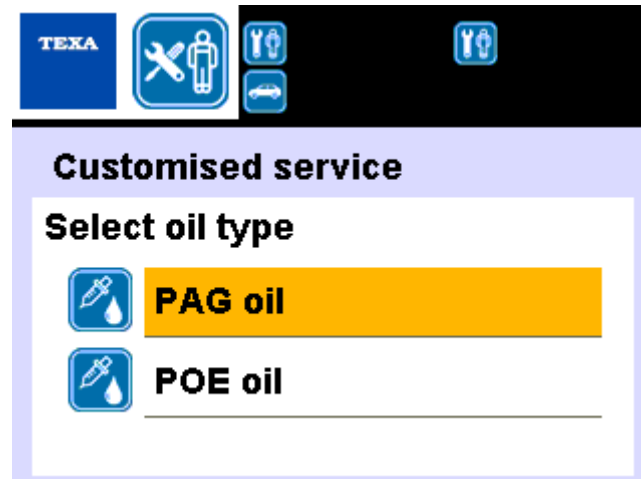 TEXA
Customised service
Select oil type
PAG oil
POE oil